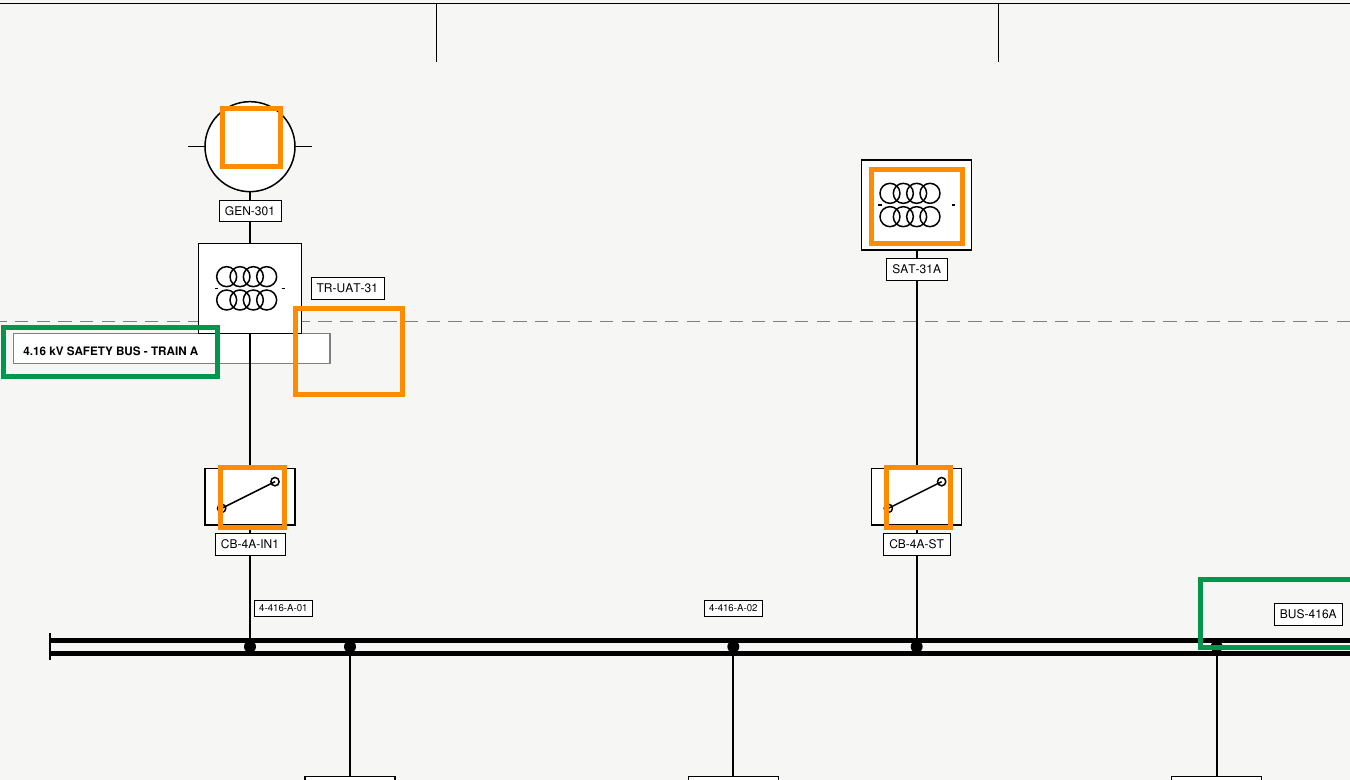 GEN-301
SAT-31A
TR-UAT-31
4.16 kV SAFETY BUS - TRAIN A
CB-4A-IN1
CB-4A-ST
4-416-A-01
4-416-A-02
BUS-416A